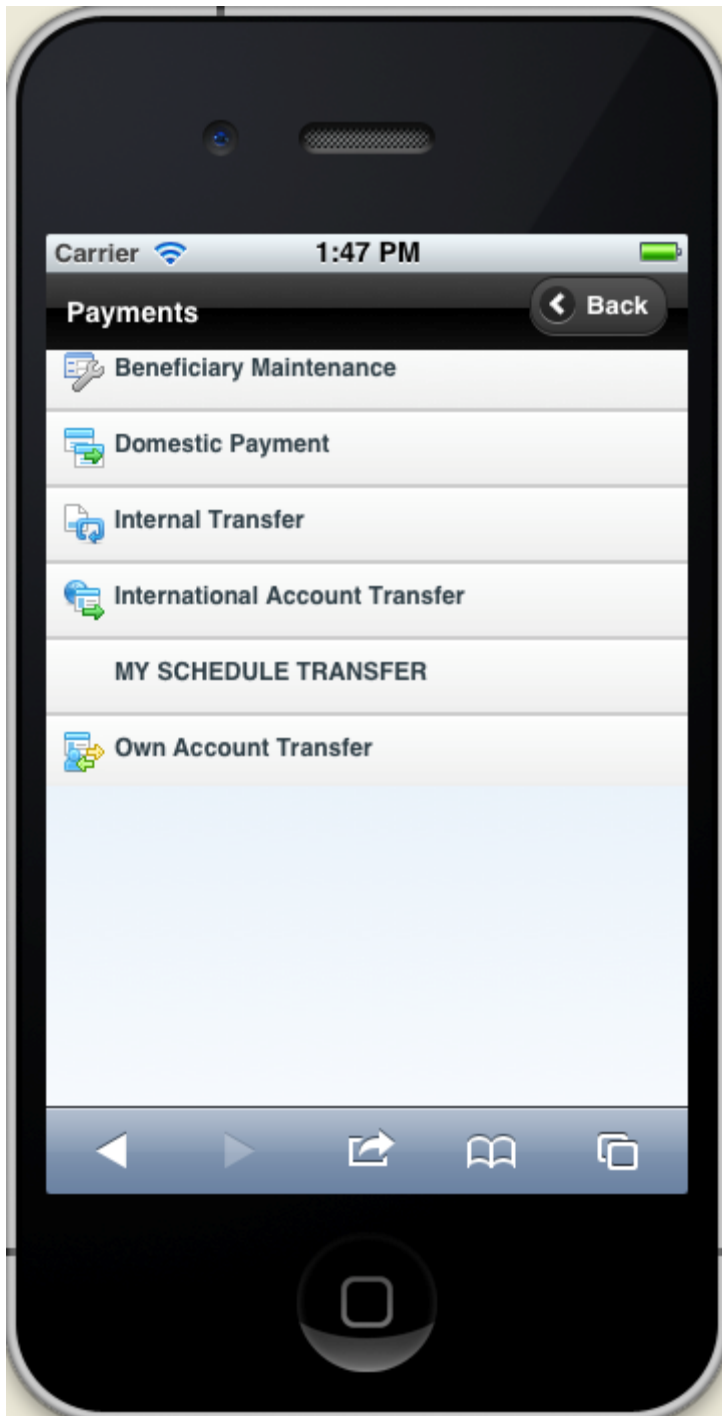 Carrier 1:47 PM
Payments Back
Beneficiary Maintenance
Domestic Payment
Internal Transfer
International Account Transfer
MY SCHEDULE TRANSFER
Own Account Transfer